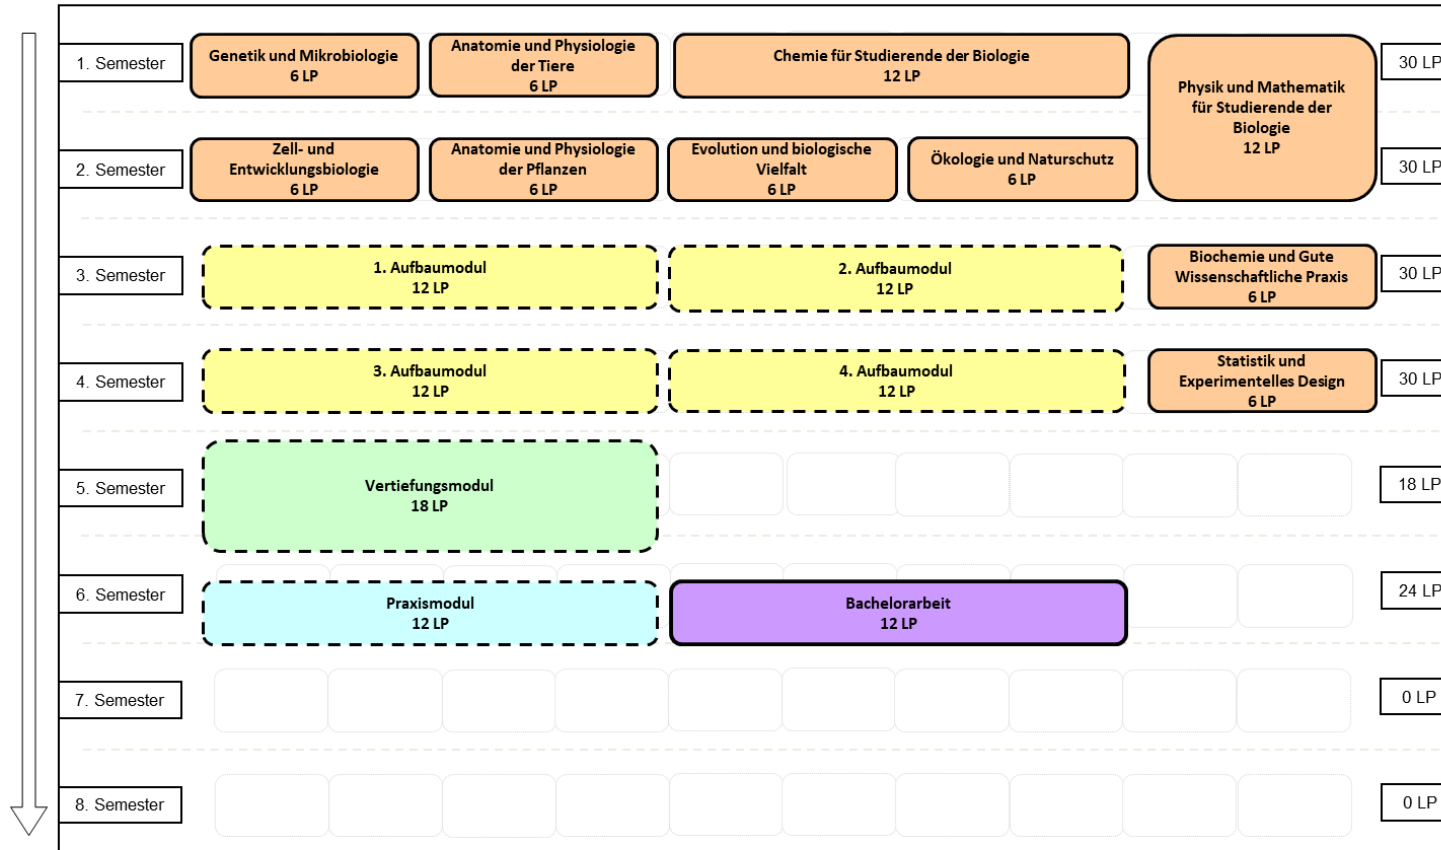 1. Semester
Genetik und Mikrobiologie
6 LP
Anatomie und Physiologie
der Tiere
6 LP
Chemie für Studierende der Biologie
12 LP
Physik und Mathematik
für Studierende der
Biologie
12 LP
30 LP
2. Semester
Zell- und
Entwicklungsbiologie
6 LP
Anatomie und Physiologie
der Pflanzen
6 LP
Evolution und biologische
Vielfalt
6 LP
Ökologie und Naturschutz
6 LP
30 LP
3. Semester
1. Aufbaumodul
12 LP
2. Aufbaumodul
12 LP
Biochemie und Gute
Wissenschaftliche Praxis
6 LP
30 LP
4. Semester
3. Aufbaumodul
12 LP
4. Aufbaumodul
12 LP
Statistik und
Experimentelles Design
6 LP
30 LP
5. Semester
Vertiefungsmodul
18 LP
18 LP
6. Semester
Praxismodul
12 LP
Bachelorarbeit
12 LP
24 LP
7. Semester
0 LP
8. Semester
0 LP